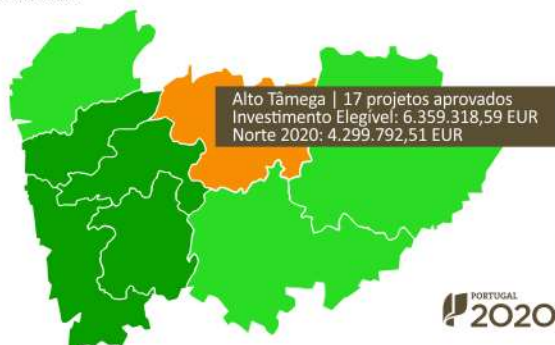 Alto Tâmega | 17 projetos aprovados
Investimento Elegível: 6.359.318,59 EUR
Norte 2020: 4.299.792,51 EUR
PORTUGAL
2020